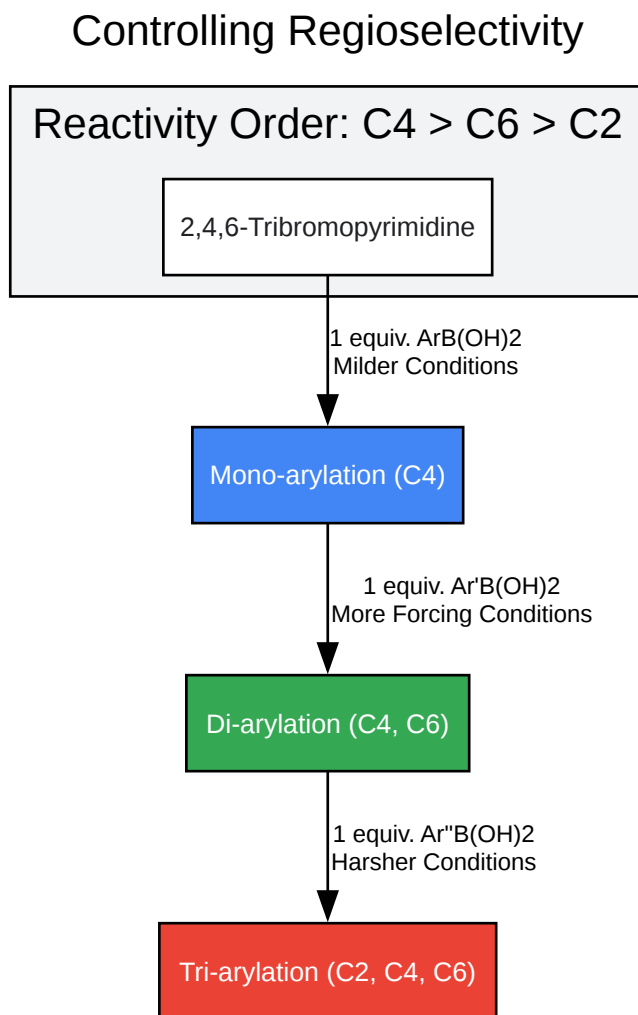 Controlling Regioselectivity
Reactivity Order: C4 > C6 > C2
2,4,6-Tribromopyrimidine
1 equiv. ArB(OH)2
Milder Conditions
Mono-arylation (C4)
1 equiv. Ar'B(OH)2
More Forcing Conditions
Di-arylation (C4, C6)
1 equiv. Ar"B(OH)2
Harsher Conditions
Tri-arylation (C2, C4, C6)